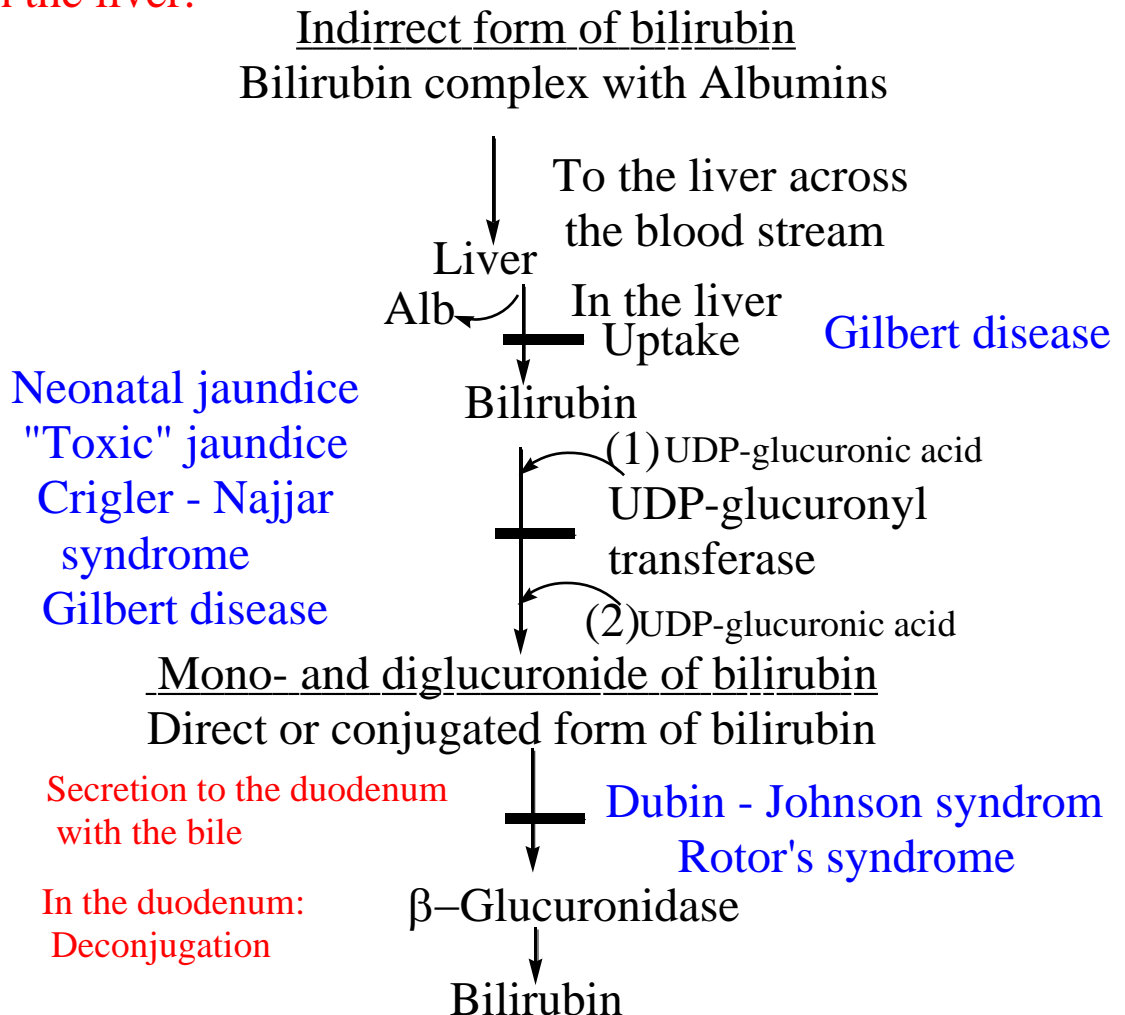 the liver.
Indirrect form of bilirubin
Bilirubin complex with Albumins
To the liver across
the blood stream
Liver
Alb
In the liver
Uptake
Gilbert disease
Neonatal jaundice
"Toxic" jaundice
Crigler - Najjar
syndrome
Gilbert disease
Bilirubin
(1) UDP-glucuronic acid
UDP-glucuronyl
transferase
(2) UDP-glucuronic acid
Mono- and diglucuronide of bilirubin
Direct or conjugated form of bilirubin
Secretion to the duodenum
with the bile
Dubin - Johnson syndrom
Rotor's syndrome
In the duodenum:
Deconjugation
β–Glucuronidase
Bilirubin